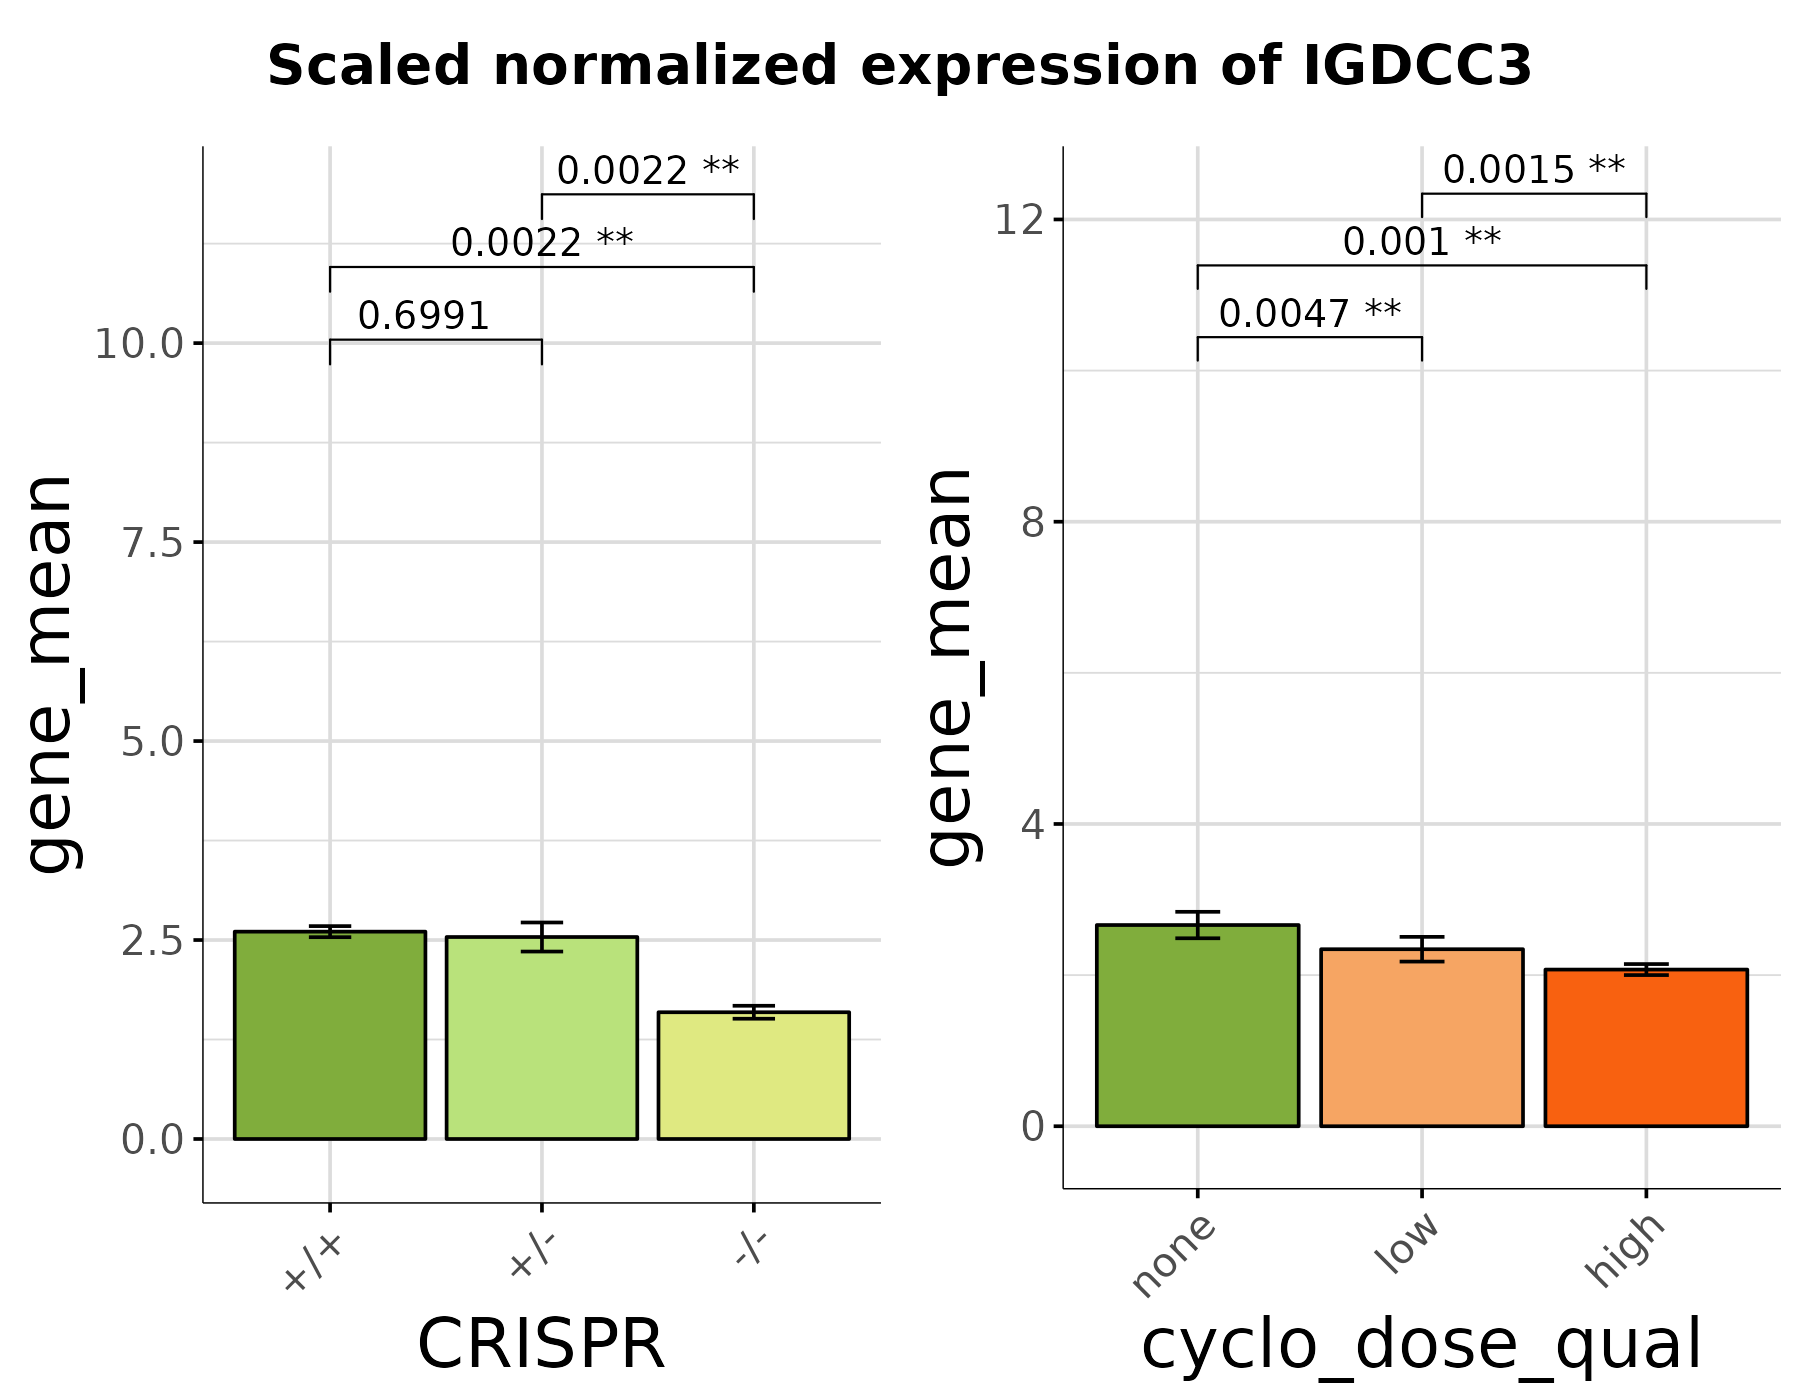 Scaled normalized expression of IGDCC3
0.0022 **
0.0022 **
0.6991
10.0
7.5
5.0
2.5
0.0
gene_mean
+/+
+/-
-/-
CRISPR
0.0015 **
0.001 **
0.0047 **
12
8
4
0
gene_mean
none
low
high
cyclo_dose_qual